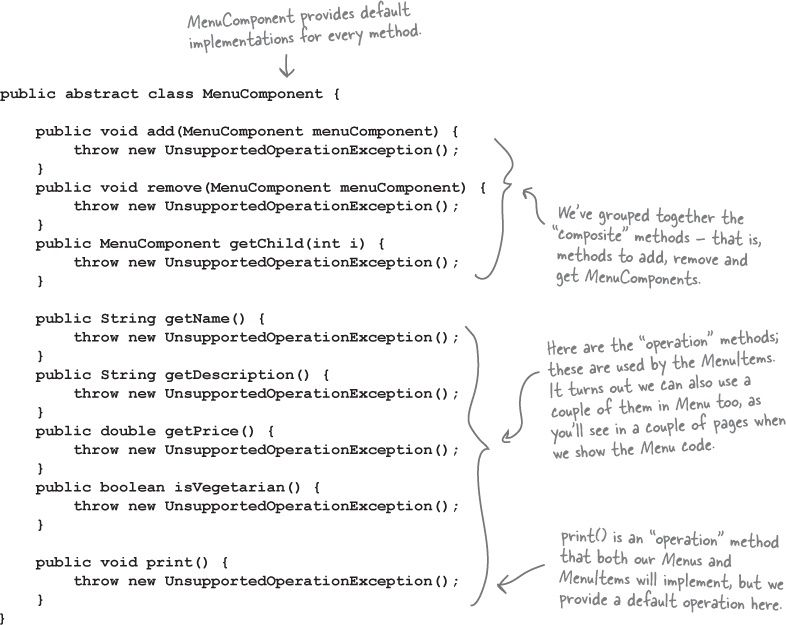 MenuComponent provides default
implementations for every method.
public abstract class MenuComponent {
public void add(MenuComponent menuComponent) {
throw new UnsupportedOperationException();
}
public void remove(MenuComponent menuComponent) {
throw new UnsupportedOperationException();
}
public MenuComponent getChild(int i) {
throw new UnsupportedOperationException();
}
We've grouped together the
"composite" methods – that is,
methods to add, remove and
get MenuComponents.
public String getName() {
throw new UnsupportedOperationException();
}
public String getDescription() {
throw new UnsupportedOperationException();
}
public double getPrice() {
throw new UnsupportedOperationException();
}
public boolean isVegetarian() {
throw new UnsupportedOperationException();
}
Here are the "operation" methods;
these are used by the MenuItems.
It turns out we can also use a
couple of them in Menu too, as
you'll see in a couple of pages when
we show the Menu code.
public void print() {
throw new UnsupportedOperationException();
}
}
print() is an "operation" method
that both our Menus and
MenuItems will implement, but we
provide a default operation here.